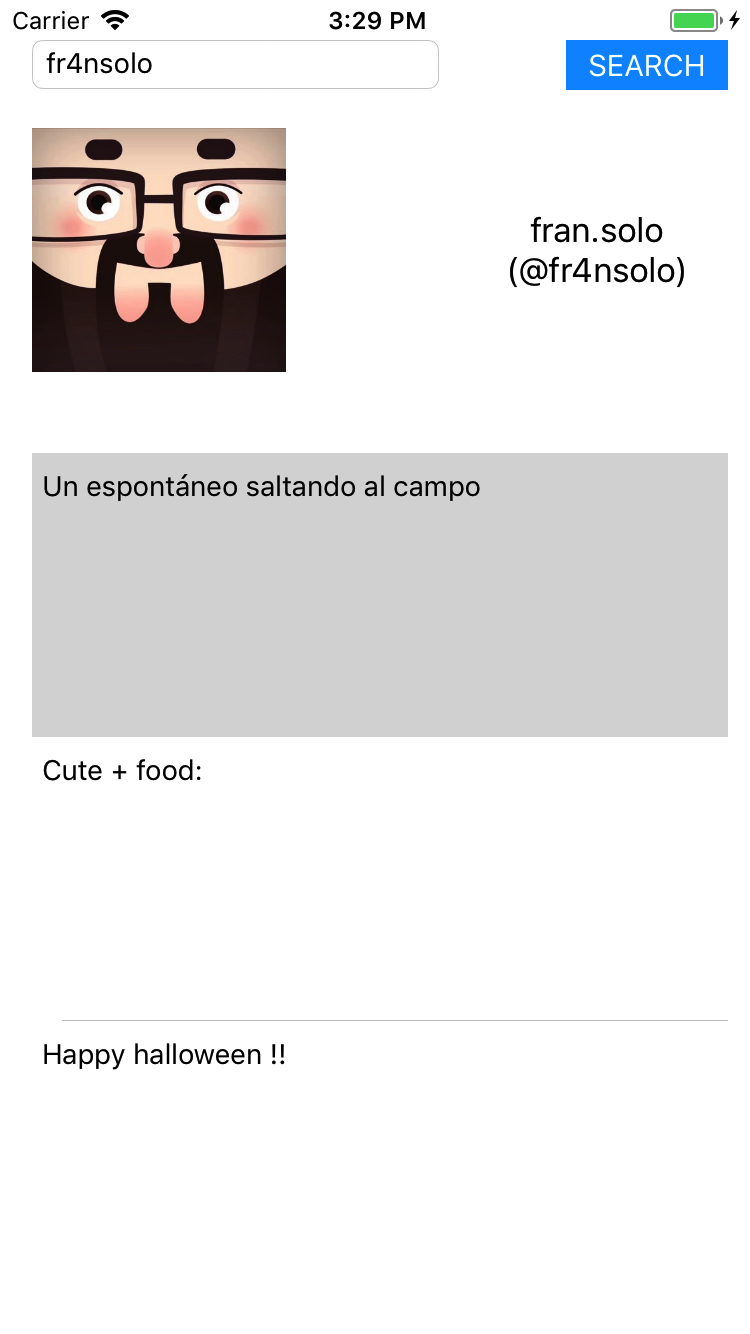 Carrier 3:29 PM
fr4nsolo SEARCH
fran.solo
(@fr4nsolo)
Un espontáneo saltando al campo
Cute + food:
Happy halloween !!